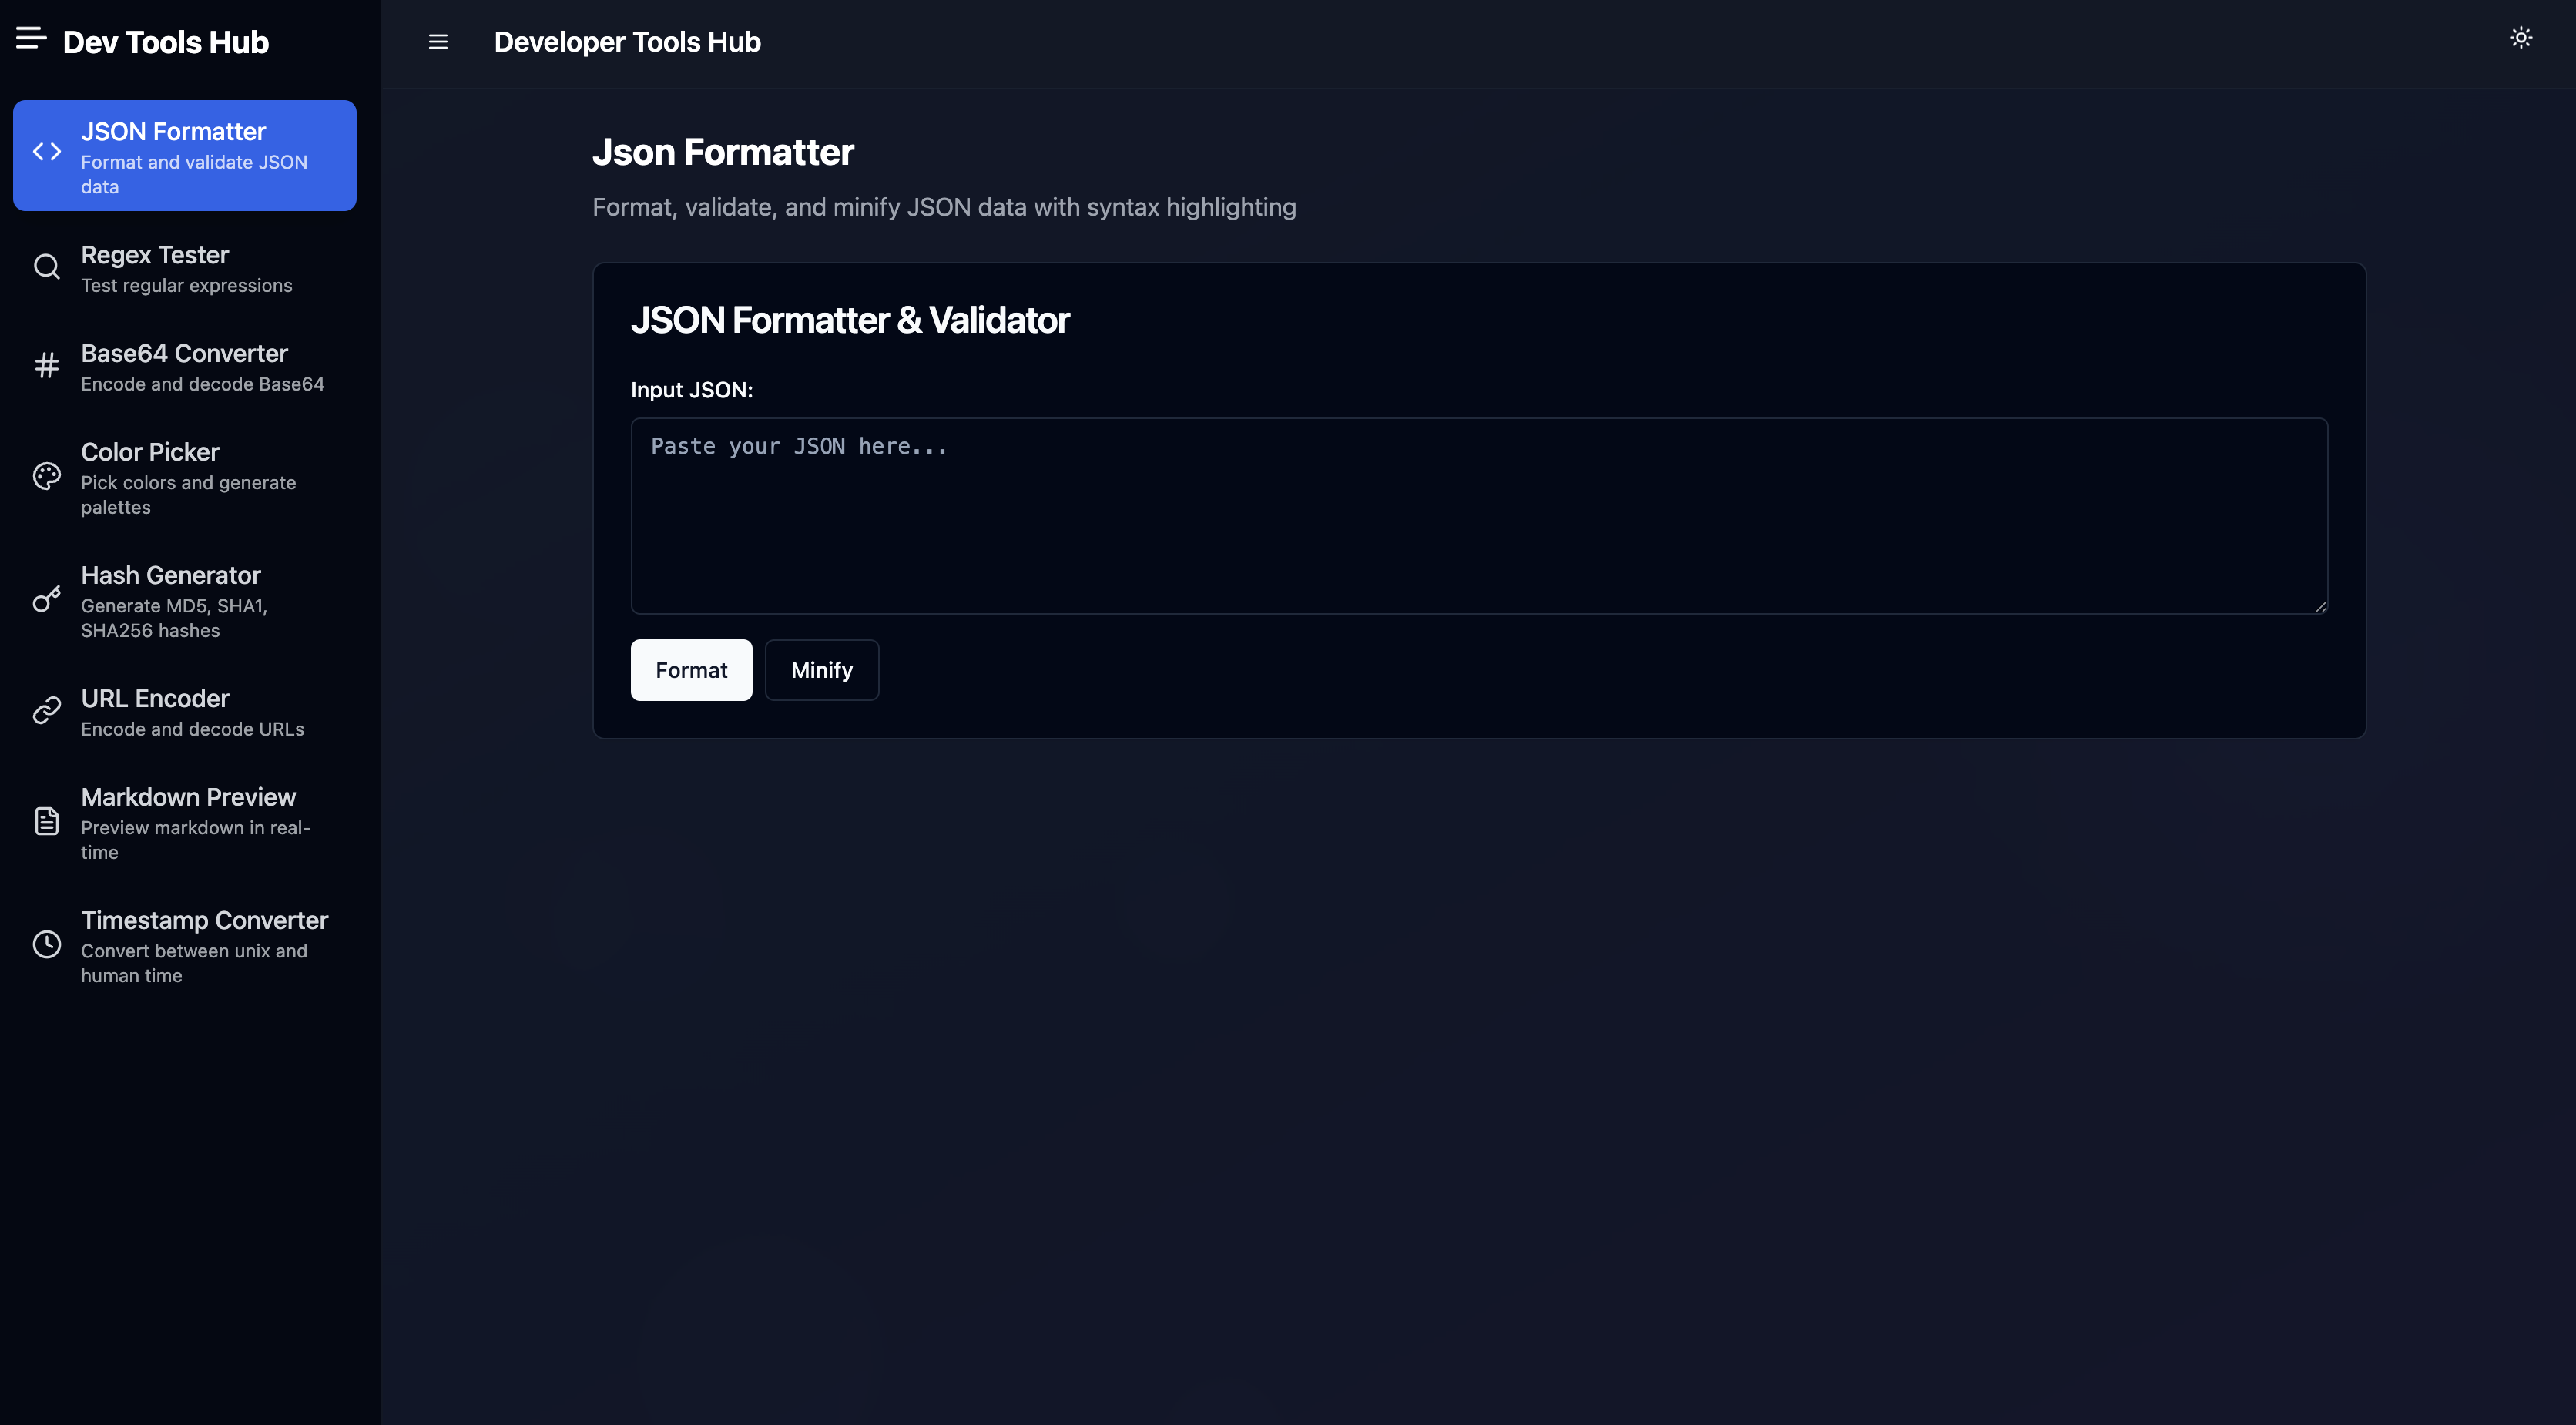 Dev Tools Hub
JSON Formatter
Format and validate JSON
data
Regex Tester
Test regular expressions
Base64 Converter
Encode and decode Base64
Color Picker
Pick colors and generate
palettes
Hash Generator
Generate MD5, SHA1,
SHA256 hashes
URL Encoder
Encode and decode URLs
Markdown Preview
Preview markdown in real-
time
Timestamp Converter
Convert between unix and
human time
Developer Tools Hub
Json Formatter
Format, validate, and minify JSON data with syntax highlighting
JSON Formatter & Validator
Input JSON:
Paste your JSON here...
Format
Minify